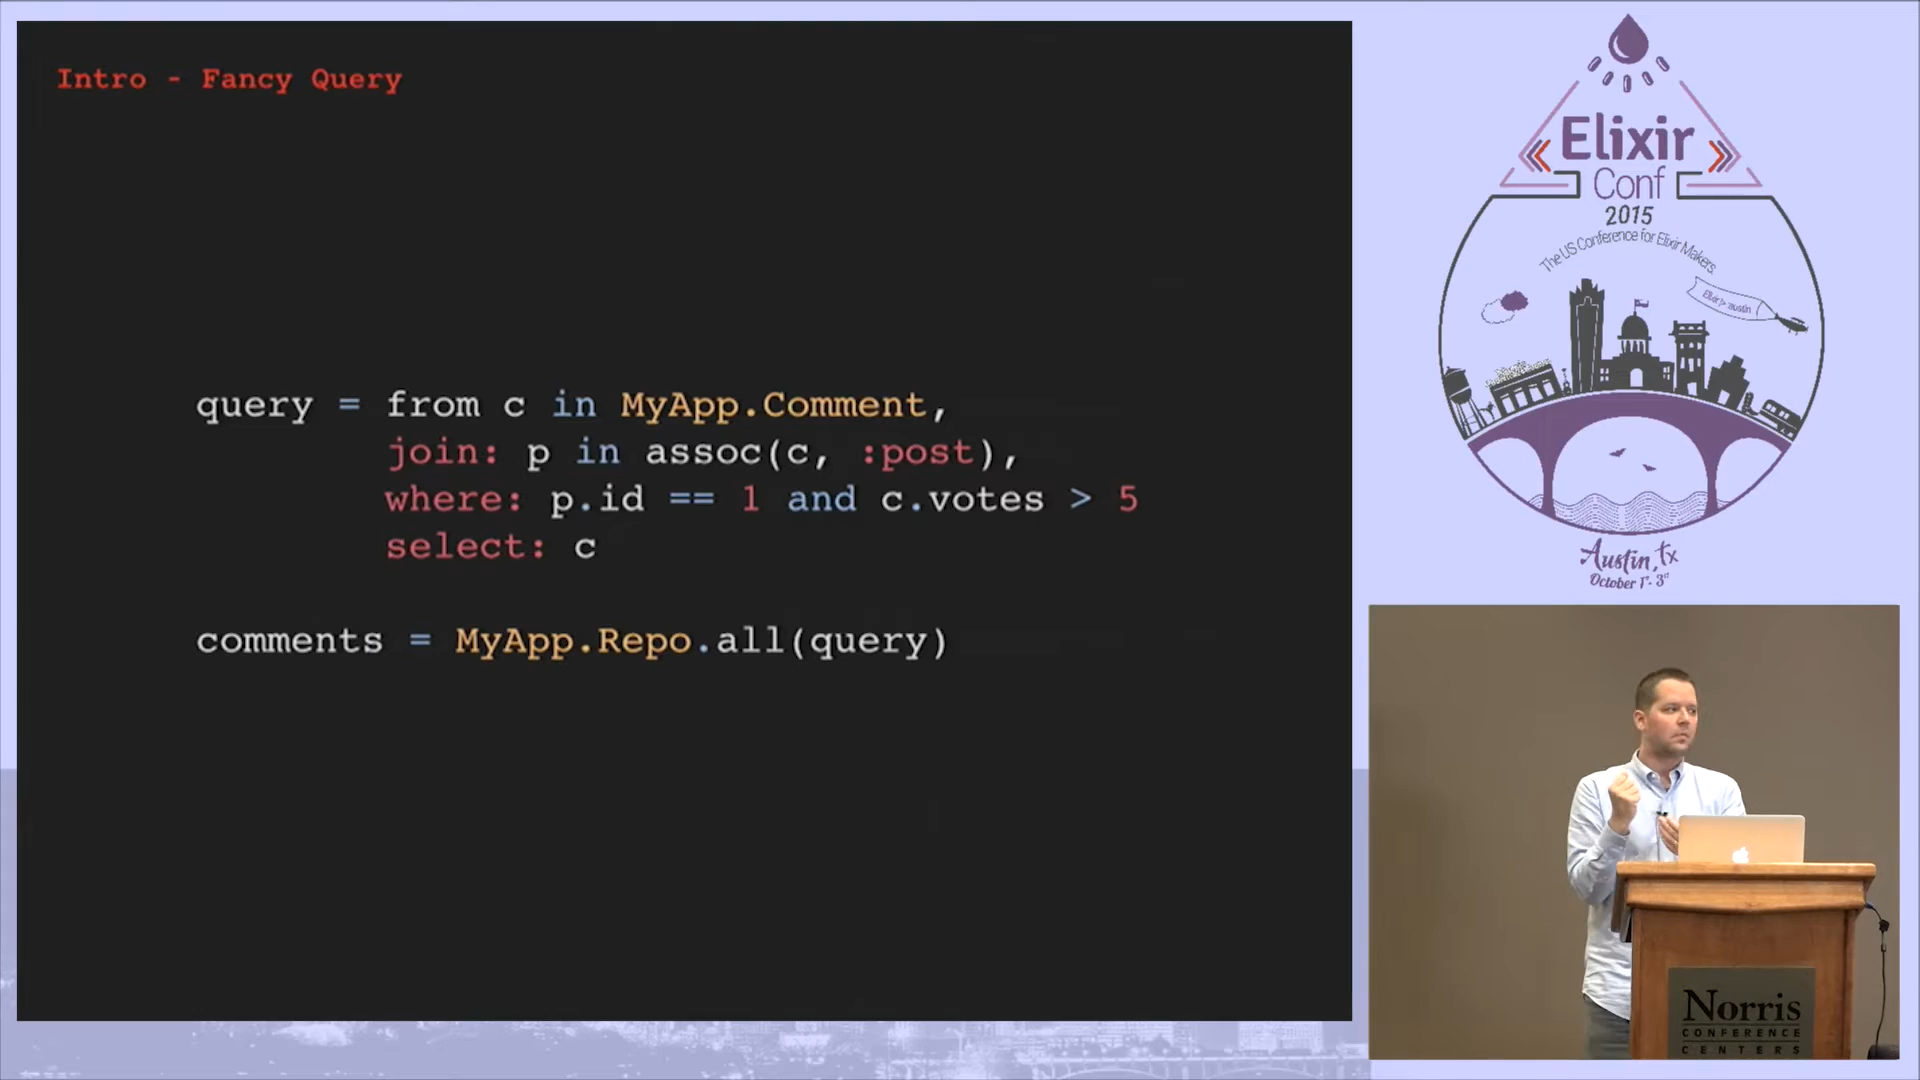 Intro - Fancy Query
query = from c in MyApp.Comment,
join: p in assoc(c, :post),
where: p.id == 1 and c.votes > 5
select: c
comments = MyApp.Repo.all(query)
Elixir
Conf
2015
The US Conference for Elixir Makers
Austin, tx
October 1st - 3rd
Norris
CONFERENCE
CENTERS